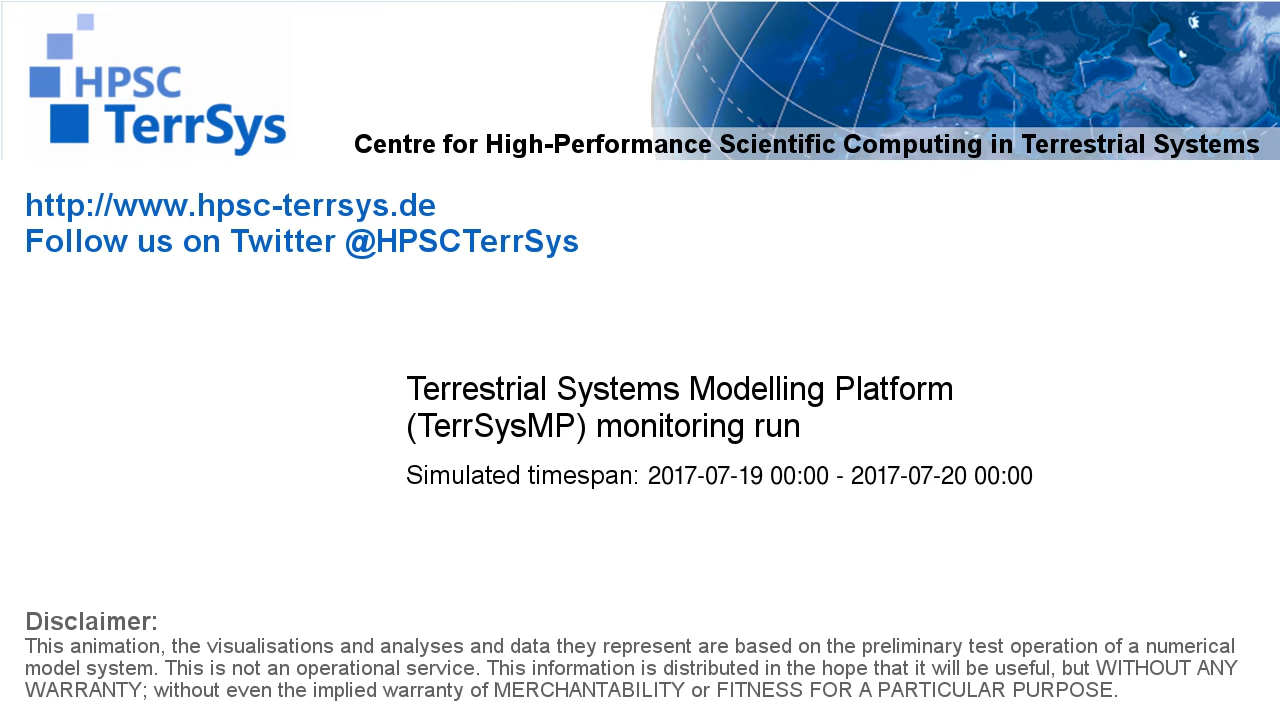 HPSC
TerrSys
Centre for High-Performance Scientific Computing in Terrestrial Systems
http://www.hpsc-terrsys.de
Follow us on Twitter @HPSCTerrSys
Terrestrial Systems Modelling Platform
(TerrSysMP) monitoring run
Simulated timespan: 2017-07-19 00:00 - 2017-07-20 00:00
Disclaimer:
This animation, the visualisations and analyses and data they represent are based on the preliminary test operation of a numerical
model system. This is not an operational service. This information is distributed in the hope that it will be useful, but WITHOUT ANY
WARRANTY; without even the implied warranty of MERCHANTABILITY or FITNESS FOR A PARTICULAR PURPOSE.